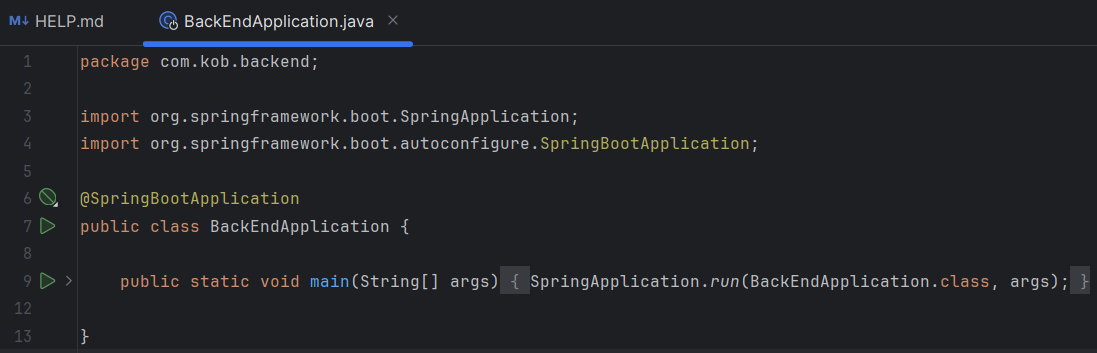 M↓ HELP.md BackEndApplication.java ×
1 package com.kob.backend;
2
3 import org.springframework.boot.SpringApplication;
4 import org.springframework.boot.autoconfigure.SpringBootApplication;
5
6 @SpringBootApplication
7 public class BackEndApplication {
8
9 public static void main(String[] args) { SpringApplication.run(BackEndApplication.class, args); }
12
13 }